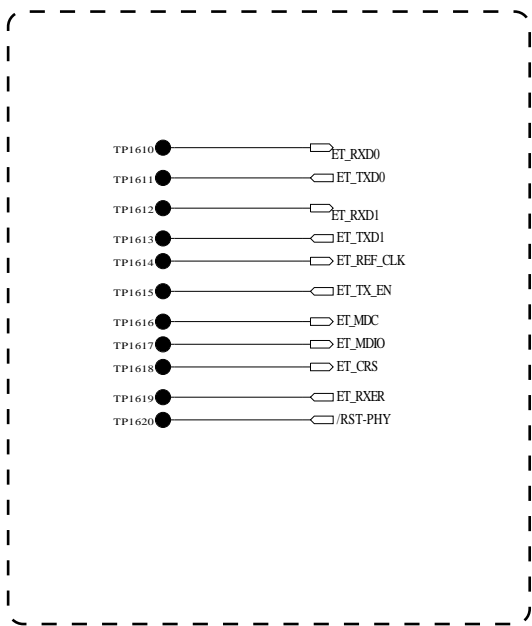 TP1610 ET_RXD0
TP1611 ET_TXD0
TP1612 ET_RXD1
TP1613 ET_TXD1
TP1614 ET_REF_CLK
TP1615 ET_TX_EN
TP1616 ET_MDC
TP1617 ET_MDIO
TP1618 ET_CRS
TP1619 ET_RXER
TP1620 /RST-PHY